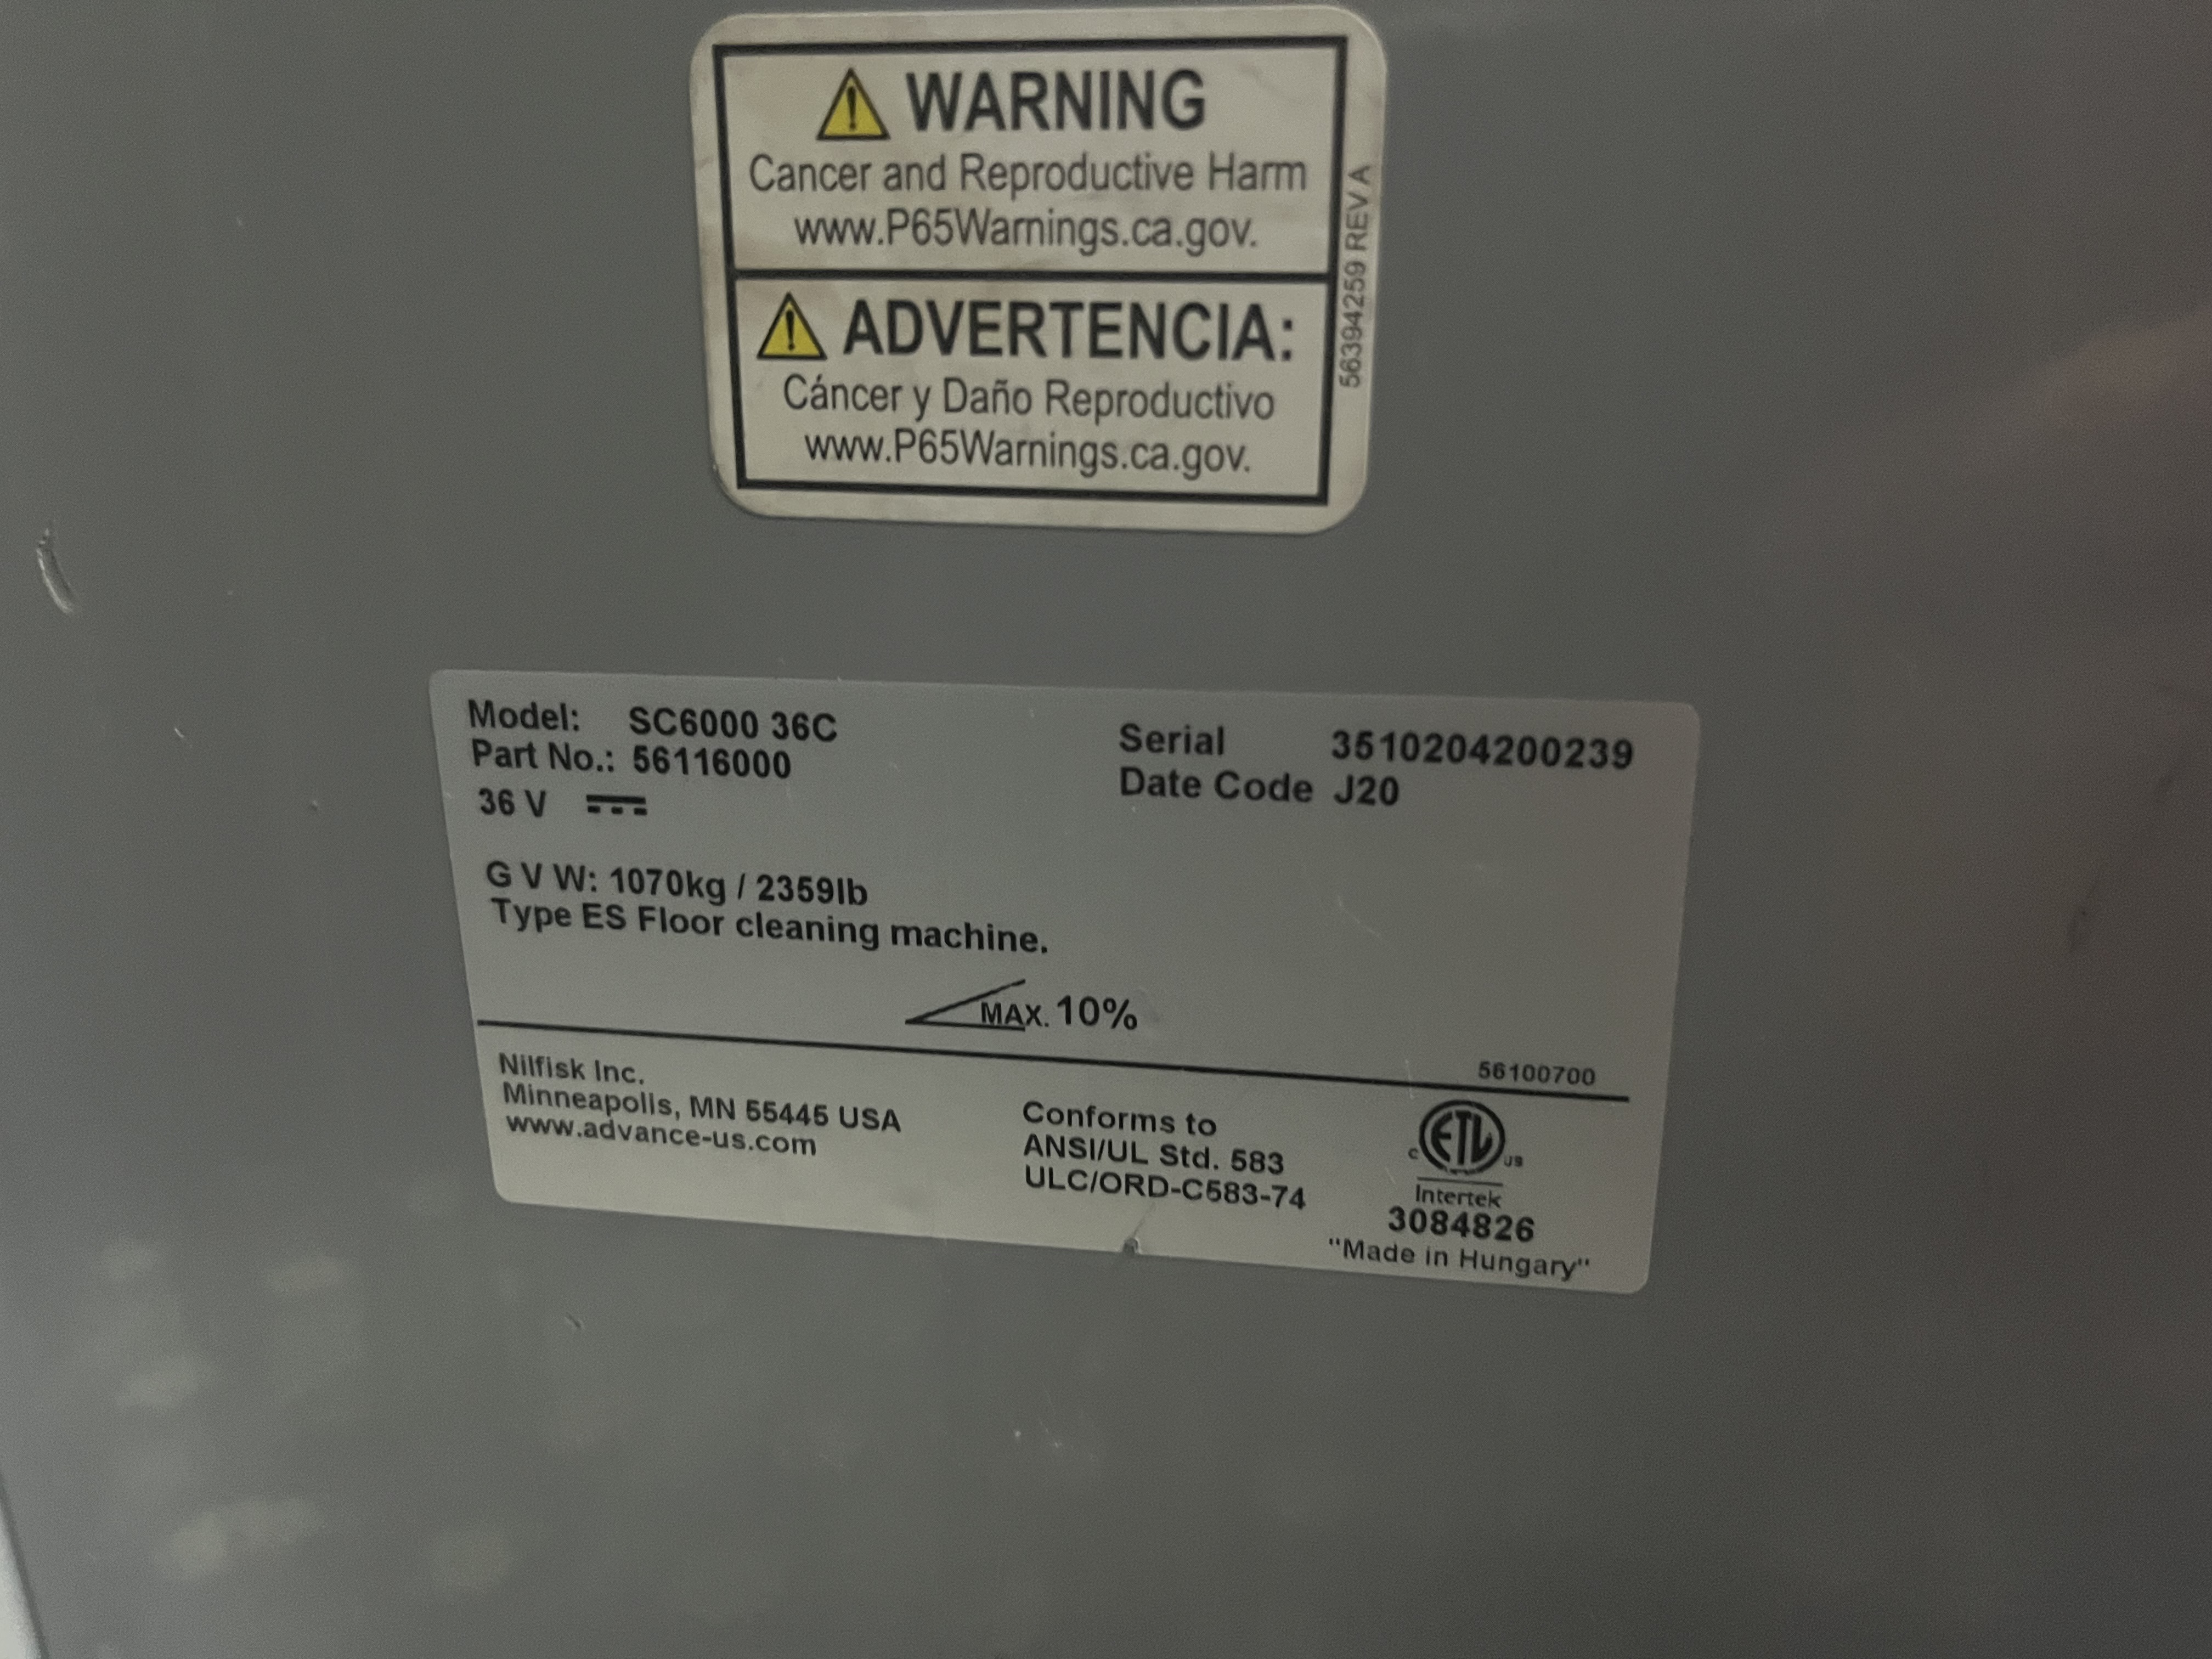 WARNING
Cancer and Reproductive Harm
www.P65Warnings.ca.gov.
ADVERTENCIA:
Cáncer y Daño Reproductivo
www.P65Warnings.ca.gov.
56394259 REV A
Model: SC6000 36C
Part No.: 56116000
36 V
Serial 3510204200239
Date Code J20
G V W: 1070kg / 2359lb
Type ES Floor cleaning machine.
MAX. 10%
56100700
Nilfisk Inc.
Minneapolis, MN 55445 USA
www.advance-us.com
Conforms to
ANSI/UL Std. 583
ULC/ORD-C583-74
C ETL US
Intertek
3084826
"Made in Hungary"